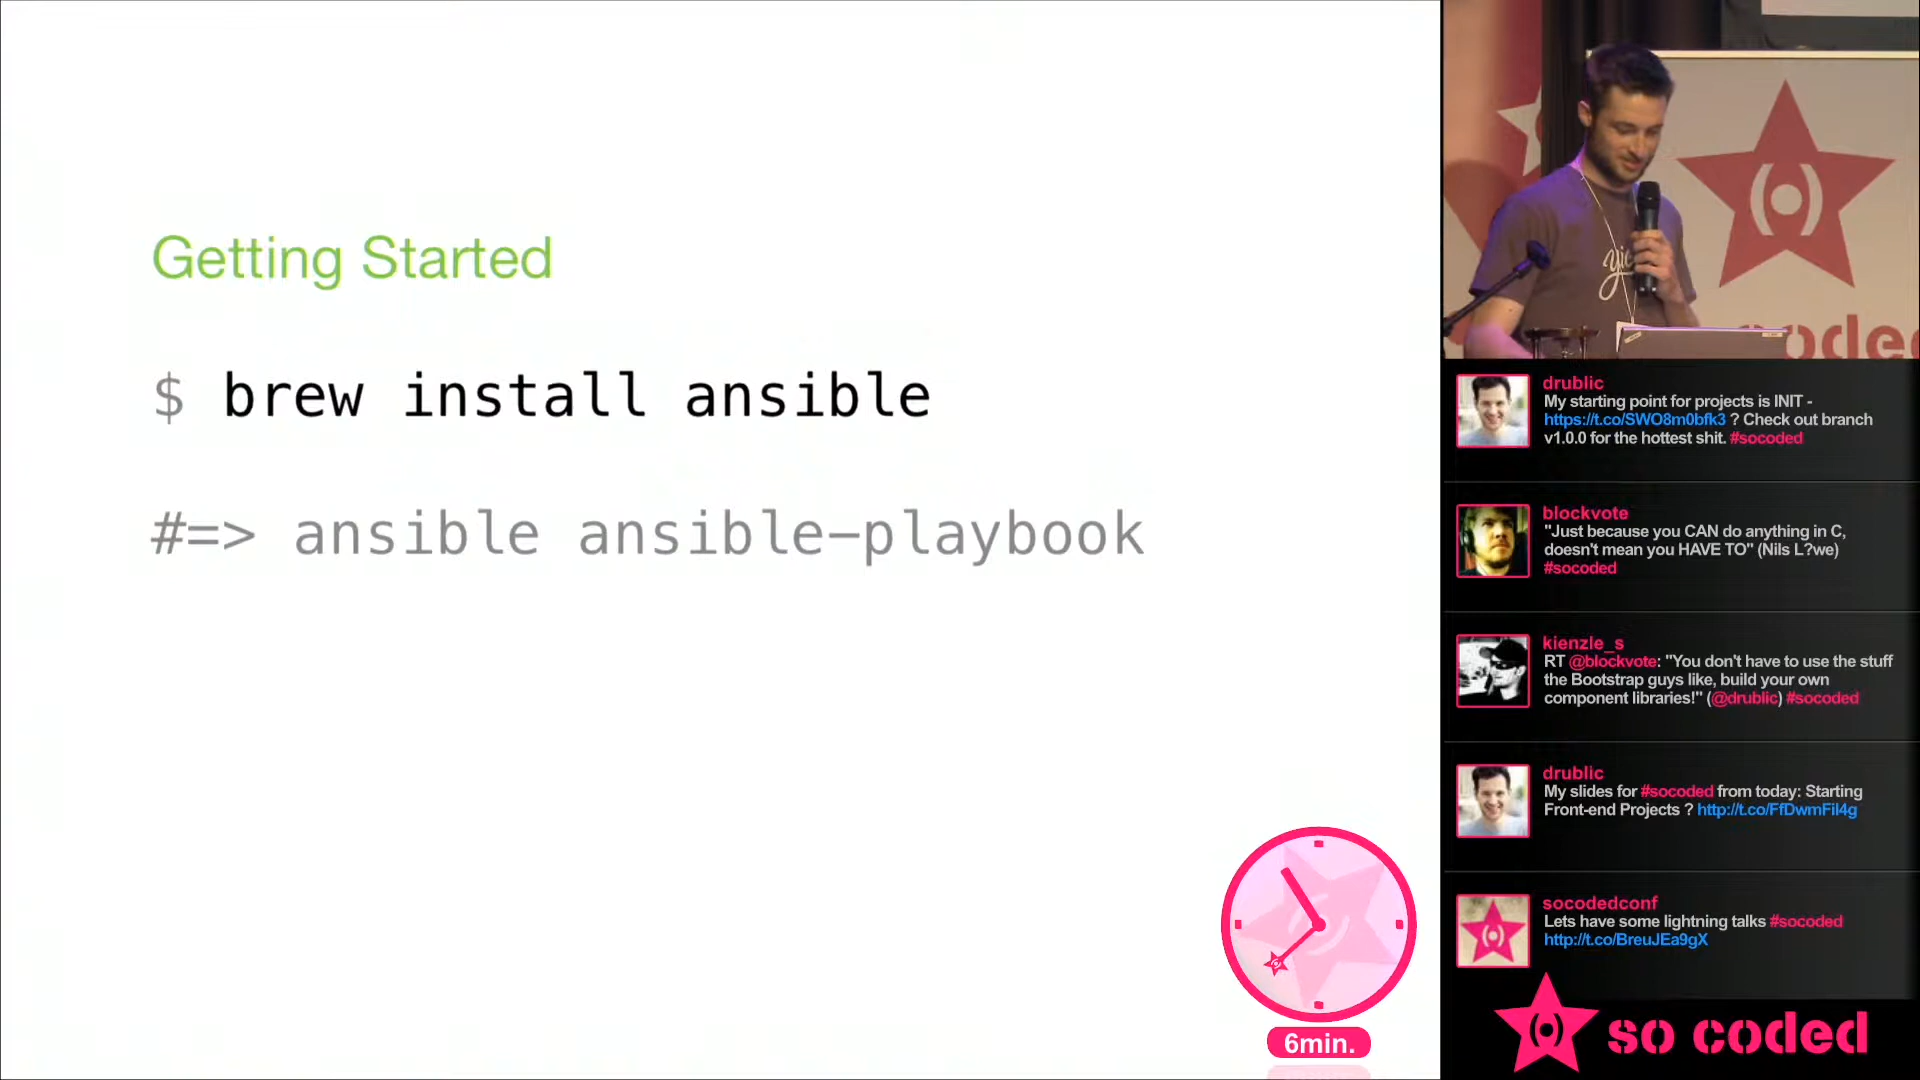 Getting Started
$ brew install ansible
#=> ansible ansible-playbook
6min.
coded
drublic
My starting point for projects is INIT -
https://t.co/SWO8m0bfk3 ? Check out branch
v1.0.0 for the hottest shit. #socoded
blockvote
"Just because you CAN do anything in C,
doesn't mean you HAVE TO" (Nils L?we)
#socoded
kienzle_s
RT @blockvote: "You don't have to use the stuff
the Bootstrap guys like, build your own
component libraries!" (@drublic) #socoded
drublic
My slides for #socoded from today: Starting
Front-end Projects ? http://t.co/FfDwmFil4g
socodedconf
Lets have some lightning talks #socoded
http://t.co/BreuJEa9gX
so coded